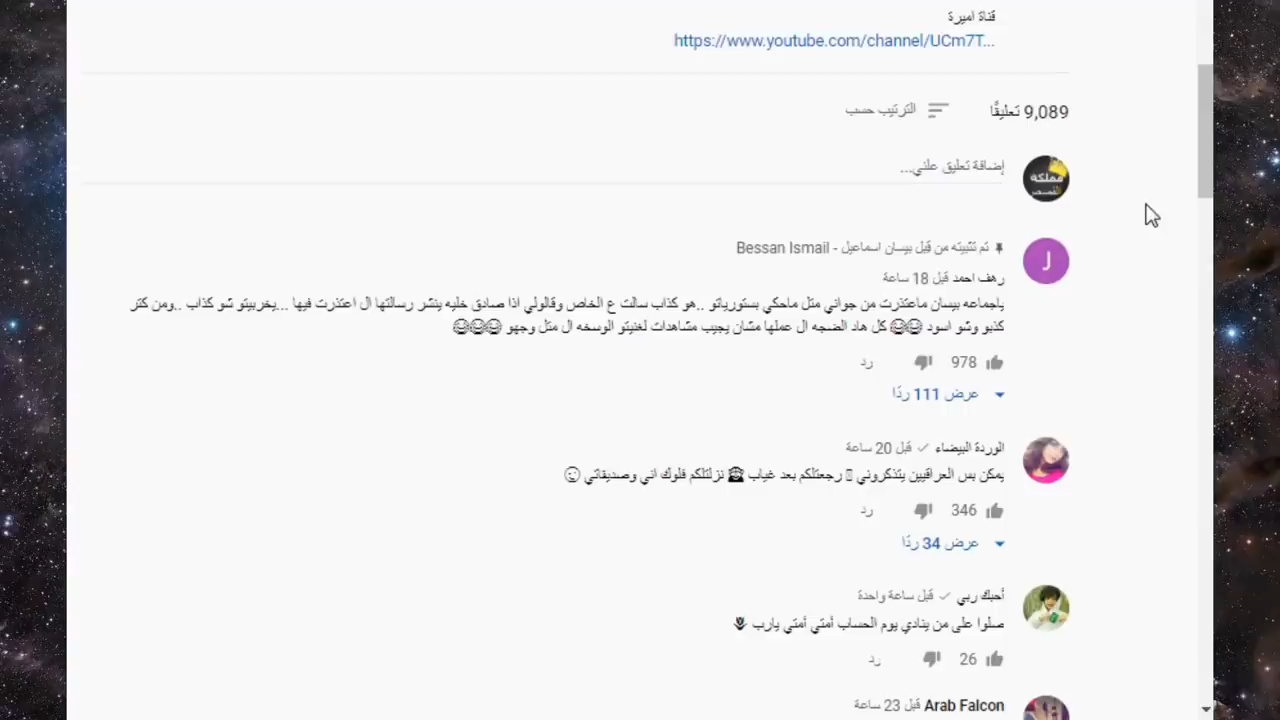 قناة اميرة
https://www.youtube.com/channel/UCm7T...
9,089 تعليقًا
الترتيب حسب
مملكة
القصص
إضافة تعليق علني...
J
تم تثبيته من قِبل بيسان اسماعيل - Bessan Ismail
رهف احمد قبل 18 ساعة
ياجماعه بيسان ماعتذرت من جواني متل ماحكي بستورياتو ..هو كذاب سالت ع الخاص وقالولي اذا صادق خليه ينشر رسالتها ال اعتذرت فيها ...يخربيتو شو كذاب ..ومن كتر
كذبو وشو اسود 😂😂 كل هاد الضجه ال عملها مشان يجيب مشاهدات لغنيتو الوسخه ال متل وجهو 😂😂😂
978 رد
عرض 111 ردًا
الوردة البيضاء ✓ قبل 20 ساعة
يمكن بس العراقيين يتذكروني رجعتلكم بعد غياب نزلتلكم فلوك اني وصديقاتي
346 رد
عرض 34 ردًا
أحبك ربي ✓ قبل ساعة واحدة
صلوا على من ينادي يوم الحساب أمتي أمتي يارب
26 رد
Arab Falcon قبل 23 ساعة